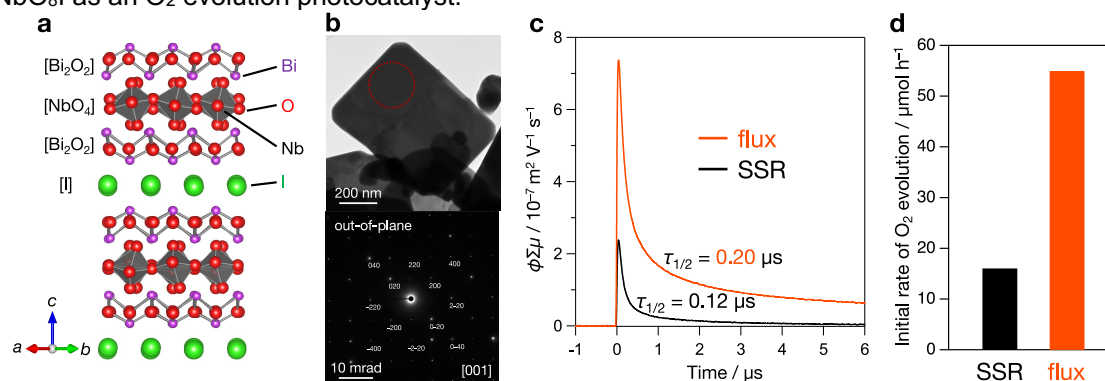 NbO₈I as an O₂ evolution photocatalyst.
a
[Bi₂O₂]
Bi
[NbO₄]
O
[Bi₂O₂]
Nb
[I]
I
c
a
b
b
200 nm
out-of-plane
040
220
400
020
200
–220
2–20
–200
0–20
–400
–2–20
0–40
10 mrad
[001]
c
ϕΣμ / 10⁻⁷ m² V⁻¹ s⁻¹
8
6
4
2
0
flux
SSR
τ₁/₂ = 0.20 μs
τ₁/₂ = 0.12 μs
-1 0 1 2 3 4 5 6
Time / μs
d
Initial rate of O₂ evolution / μmol h⁻¹
60
50
40
30
20
10
0
SSR flux